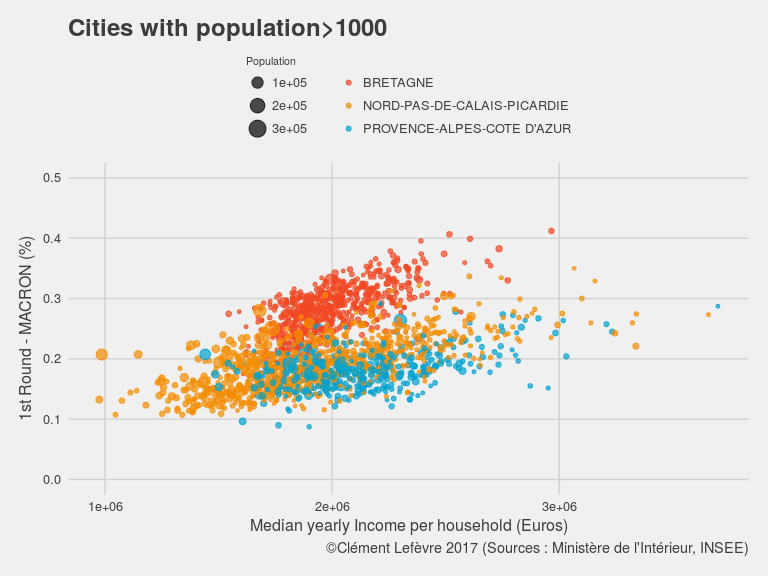 Cities with population>1000
Population
1e+05
2e+05
3e+05
BRETAGNE
NORD-PAS-DE-CALAIS-PICARDIE
PROVENCE-ALPES-COTE D'AZUR
1st Round - MACRON (%)
0.5
0.4
0.3
0.2
0.1
0.0
1e+06
2e+06
3e+06
Median yearly Income per household (Euros)
©Clément Lefèvre 2017 (Sources : Ministère de l'Intérieur, INSEE)